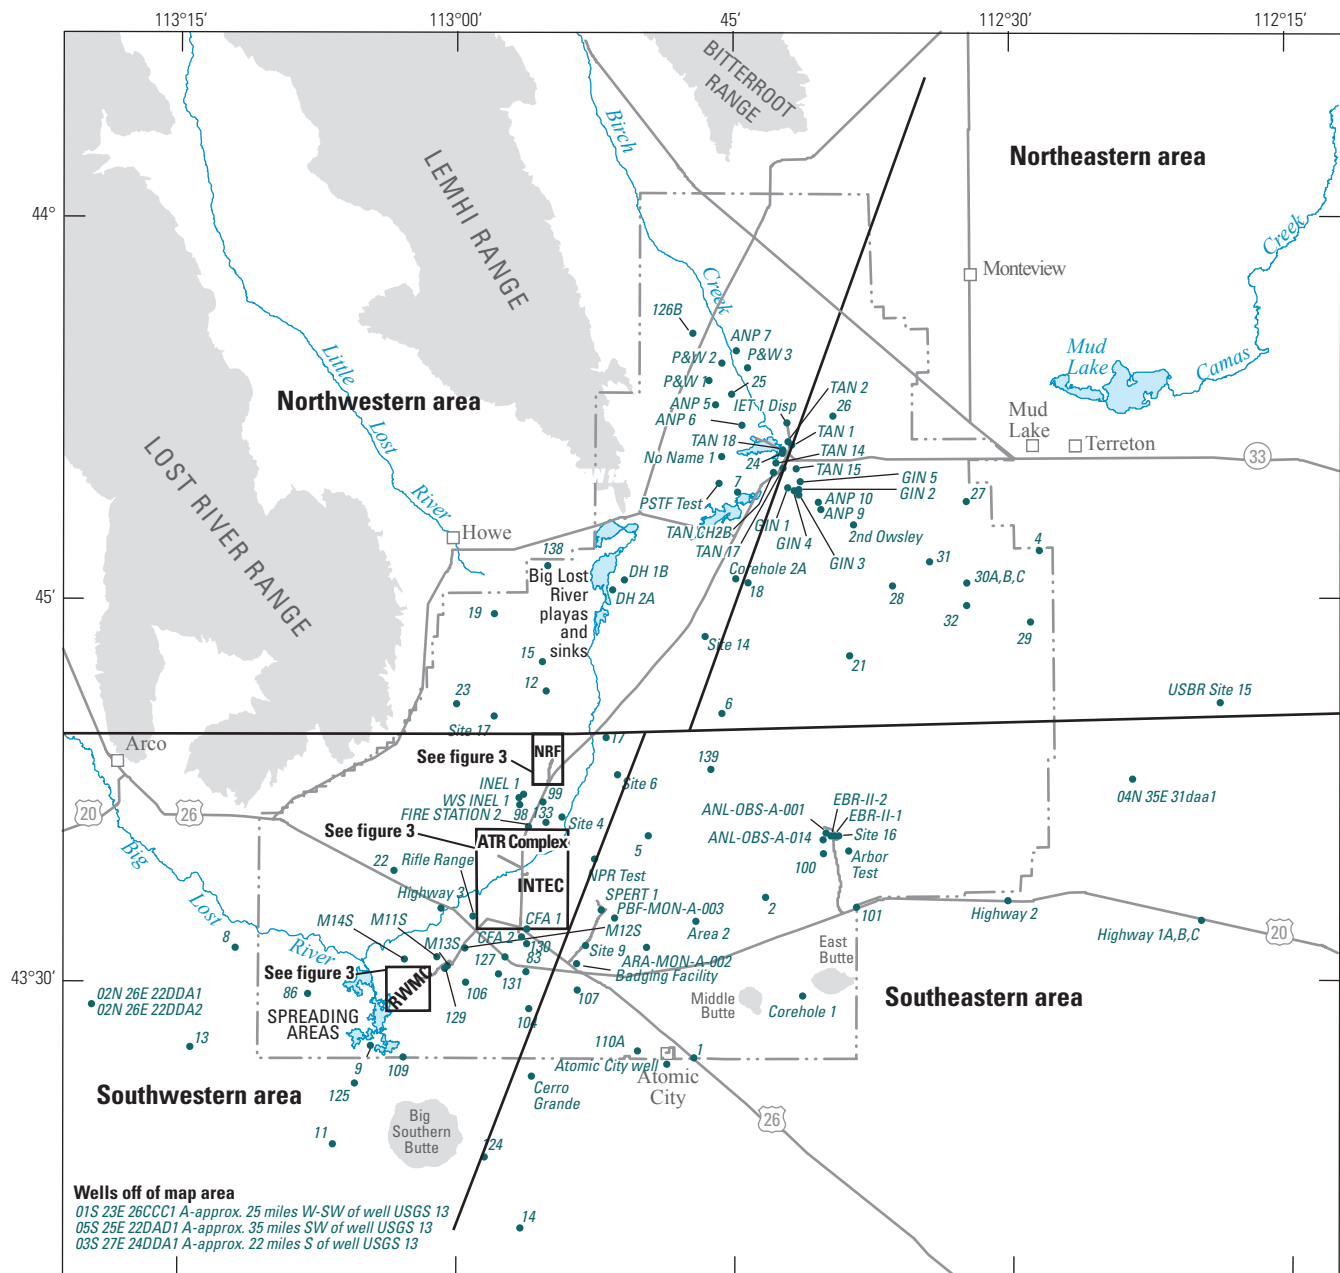 113°15'
113°00'
45'
112°30'
112°15'
BITTERROOT
RANGE
Birch
Northeastern area
LEMHI RANGE
44°
Creek
Creek
Monteview
126B
ANP 7
P&W 2
P&W 3
Mud
Lake
Camas
Little
P&W 1
25
TAN 2
Northwestern area
ANP 5
IET 1 Disp
26
ANP 6
TAN 1
Mud
Lake
Terreton
Lost
TAN 18
TAN 14
No Name 1
24
TAN 15
33
LOST RIVER RANGE
River
PSTF Test
7
GIN 5
GIN 2
27
ANP 10
ANP 9
Howe
TAN CH2B
GIN 1
2nd Owsley
TAN 17
GIN 4
GIN 3
138
4
31
Big Lost
River
playas
and
sinks
DH 1B
DH 2A
Corehole 2A
18
28
30A,B,C
45'
19
32
29
Site 14
15
21
12
23
6
USBR Site 15
Site 17
Arco
See figure 3
NRF
17
139
INEL 1
Site 6
04N 35E 31daa1
WS INEL 1
99
ANL-OBS-A-001
EBR-II-2
EBR-II-1
20
26
FIRE STATION 2
98
133
Site 4
Site 16
See figure 3
ATR Complex
5
ANL-OBS-A-014
Big
22
Rifle Range
100
Arbor
Test
NPR Test
INTEC
Highway 3
SPERT 1
2
PBF-MON-A-003
101
Highway 2
Lost
M14S
M11S
CFA 1
M12S
Area 2
Highway 1A,B,C
20
8
River
M13S
CFA 2
130
Site 9
East
Butte
See figure 3
127
83
ARA-MON-A-002
RWMC
Badging Facility
86
106
131
107
Middle
Butte
Southeastern area
02N 26E 22DDA1
02N 26E 22DDA2
SPREADING
AREAS
129
104
Corehole 1
13
110A
1
9
109
Atomic City well
Atomic
City
125
Cerro
Grande
Southwestern area
26
Big
Southern
Butte
11
124
Wells off of map area
01S 23E 26CCC1 A-approx. 25 miles W-SW of well USGS 13
05S 25E 22DAD1 A-approx. 35 miles SW of well USGS 13
03S 27E 24DDA1 A-approx. 22 miles S of well USGS 13
14
43°30'